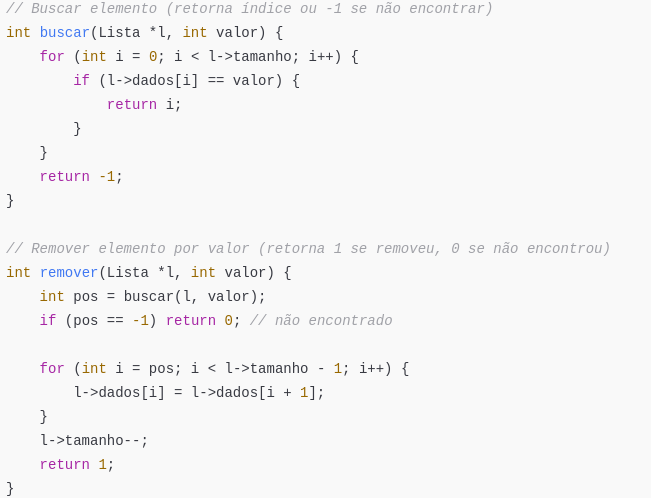 // Buscar elemento (retorna índice ou -1 se não encontrar)
int buscar(Lista *l, int valor) {
    for (int i = 0; i < l->tamanho; i++) {
        if (l->dados[i] == valor) {
            return i;
        }
    }
    return -1;
}

// Remover elemento por valor (retorna 1 se removeu, 0 se não encontrou)
int remover(Lista *l, int valor) {
    int pos = buscar(l, valor);
    if (pos == -1) return 0; // não encontrado

    for (int i = pos; i < l->tamanho - 1; i++) {
        l->dados[i] = l->dados[i + 1];
    }
    l->tamanho--;
    return 1;
}